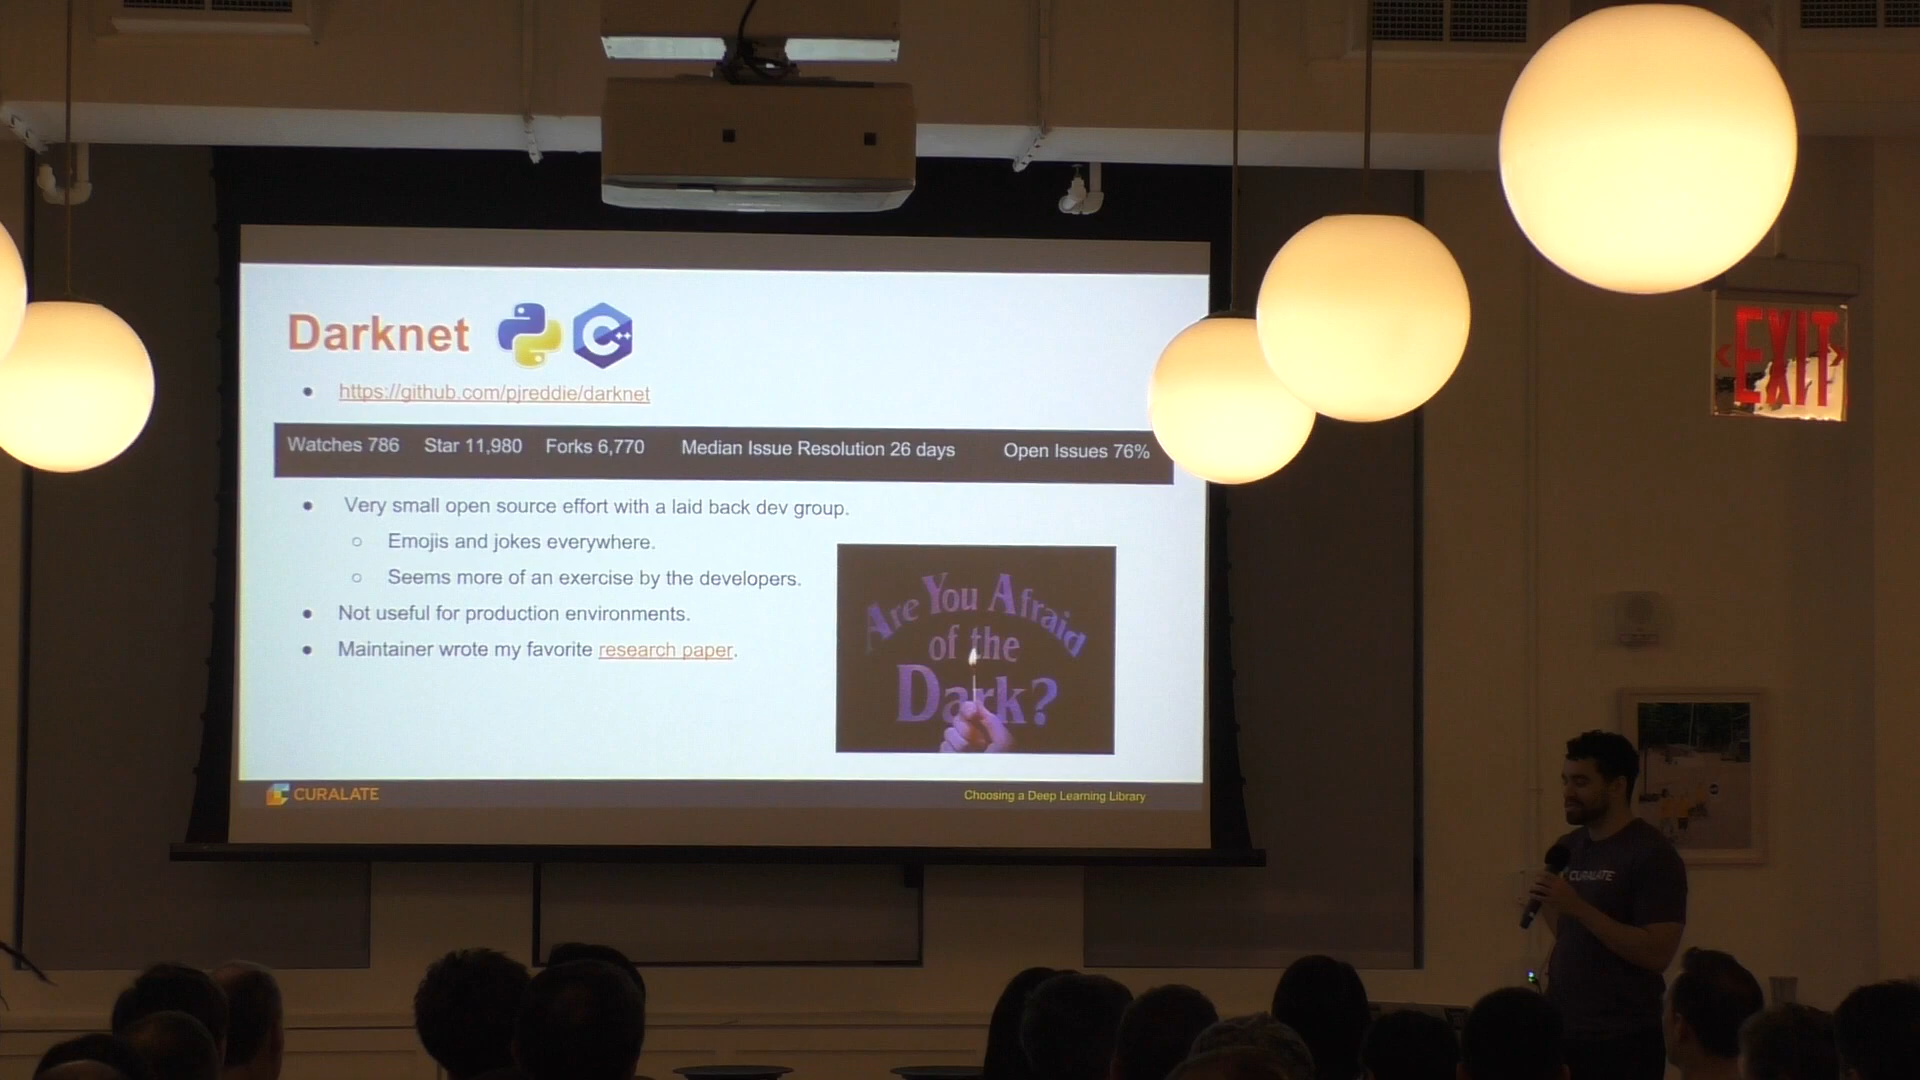 Darknet
https://github.com/pjreddie/darknet
Watches 786 Star 11,980 Forks 6,770 Median Issue Resolution 26 days Open Issues 76%
Very small open source effort with a laid back dev group.
Emojis and jokes everywhere.
Seems more of an exercise by the developers.
Not useful for production environments.
Maintainer wrote my favorite research paper.
Are You Afraid
of the
Dark?
CURALATE
Choosing a Deep Learning Library
EXIT
CURALATE